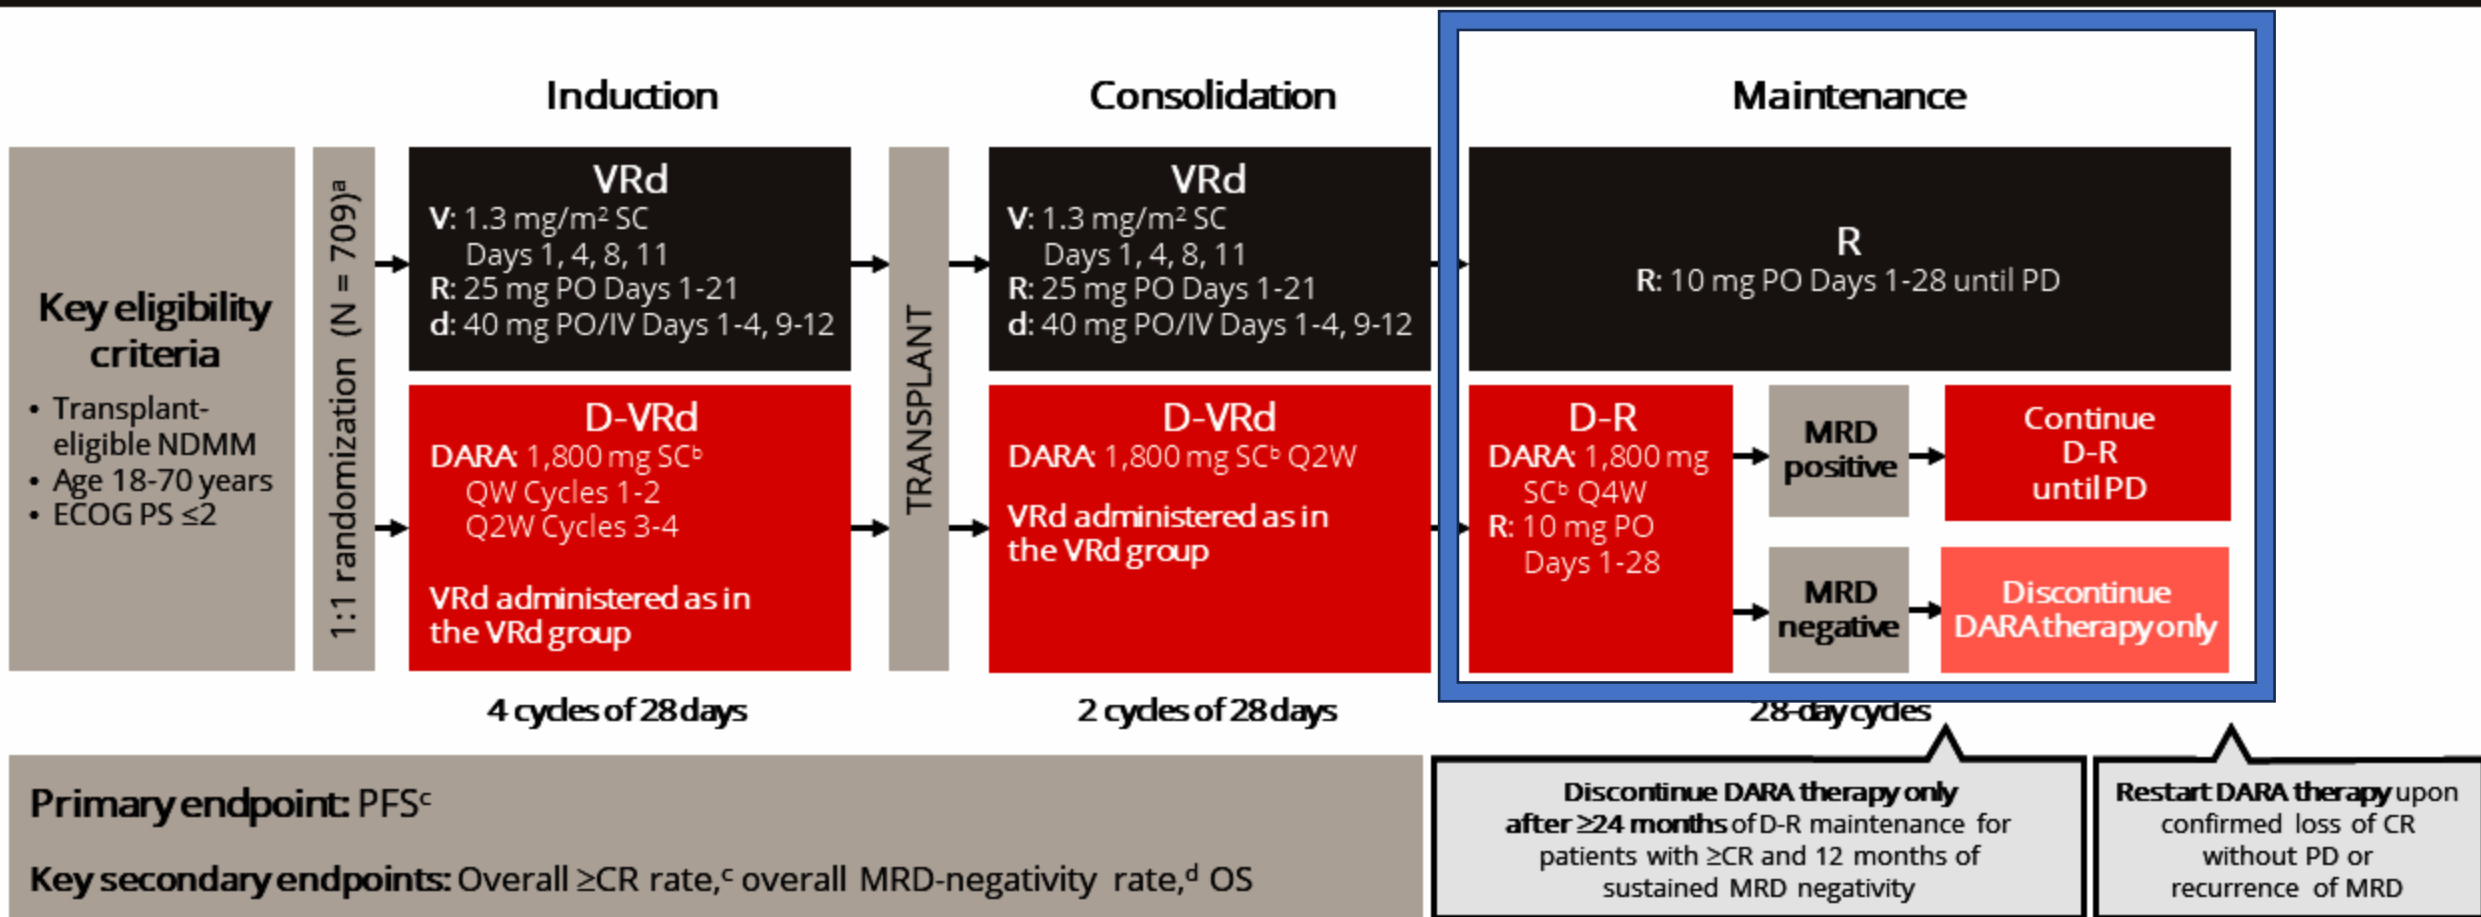 Induction
Consolidation
Maintenance
Key eligibility
criteria
• Transplant-
eligible NDMM
• Age 18-70 years
• ECOG PS ≤2
1:1 randomization (N = 709)ᵃ
VRd
V: 1.3 mg/m² SC
Days 1, 4, 8, 11
R: 25 mg PO Days 1-21
d: 40 mg PO/IV Days 1-4, 9-12
D-VRd
DARA: 1,800 mg SCᵇ
QW Cycles 1-2
Q2W Cycles 3-4
VRd administered as in
the VRd group
4 cycles of 28 days
TRANSPLANT
VRd
V: 1.3 mg/m² SC
Days 1, 4, 8, 11
R: 25 mg PO Days 1-21
d: 40 mg PO/IV Days 1-4, 9-12
D-VRd
DARA: 1,800 mg SCᵇ Q2W
VRd administered as in
the VRd group
2 cycles of 28 days
R
R: 10 mg PO Days 1-28 until PD
D-R
DARA: 1,800 mg
SCᵇ Q4W
R: 10 mg PO
Days 1-28
MRD
positive
Continue
D-R
until PD
MRD
negative
Discontinue
DARA therapy only
28-day cycles
Primary endpoint: PFSᶜ
Key secondary endpoints: Overall ≥CR rate,ᶜ overall MRD-negativity rate,ᵈ OS
Discontinue DARA therapy only
after ≥24 months of D-R maintenance for
patients with ≥CR and 12 months of
sustained MRD negativity
Restart DARA therapy upon
confirmed loss of CR
without PD or
recurrence of MRD